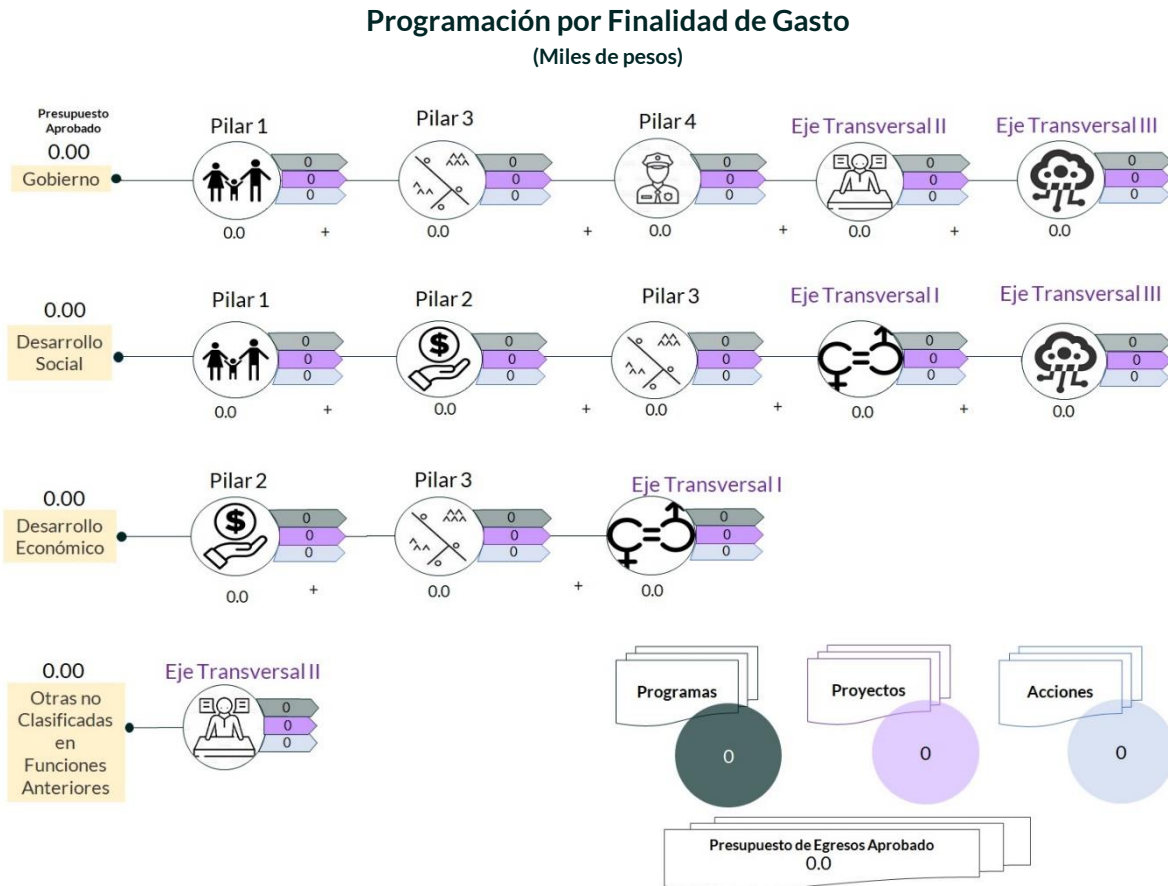 Programación por Finalidad de Gasto
(Miles de pesos)
Presupuesto
Aprobado
0.00
Gobierno
Pilar 1
0
0
0
0.0
+
Pilar 3
0
0
0
0.0
+
Pilar 4
0
0
0
0.0
+
Eje Transversal II
0
0
0
0.0
+
Eje Transversal III
0
0
0
0.0
0.00
Desarrollo
Social
Pilar 1
0
0
0
0.0
+
Pilar 2
$
0
0
0
0.0
+
Pilar 3
0
0
0
0.0
+
Eje Transversal I
0
0
0
0.0
+
Eje Transversal III
0
0
0
0.0
0.00
Desarrollo
Económico
Pilar 2
$
0
0
0
0.0
+
Pilar 3
0
0
0
0.0
+
Eje Transversal I
0
0
0
0.0
0.00
Otras no
Clasificadas
en
Funciones
Anteriores
Eje Transversal II
0
0
0
Programas
0
Proyectos
0
Acciones
0
Presupuesto de Egresos Aprobado
0.0